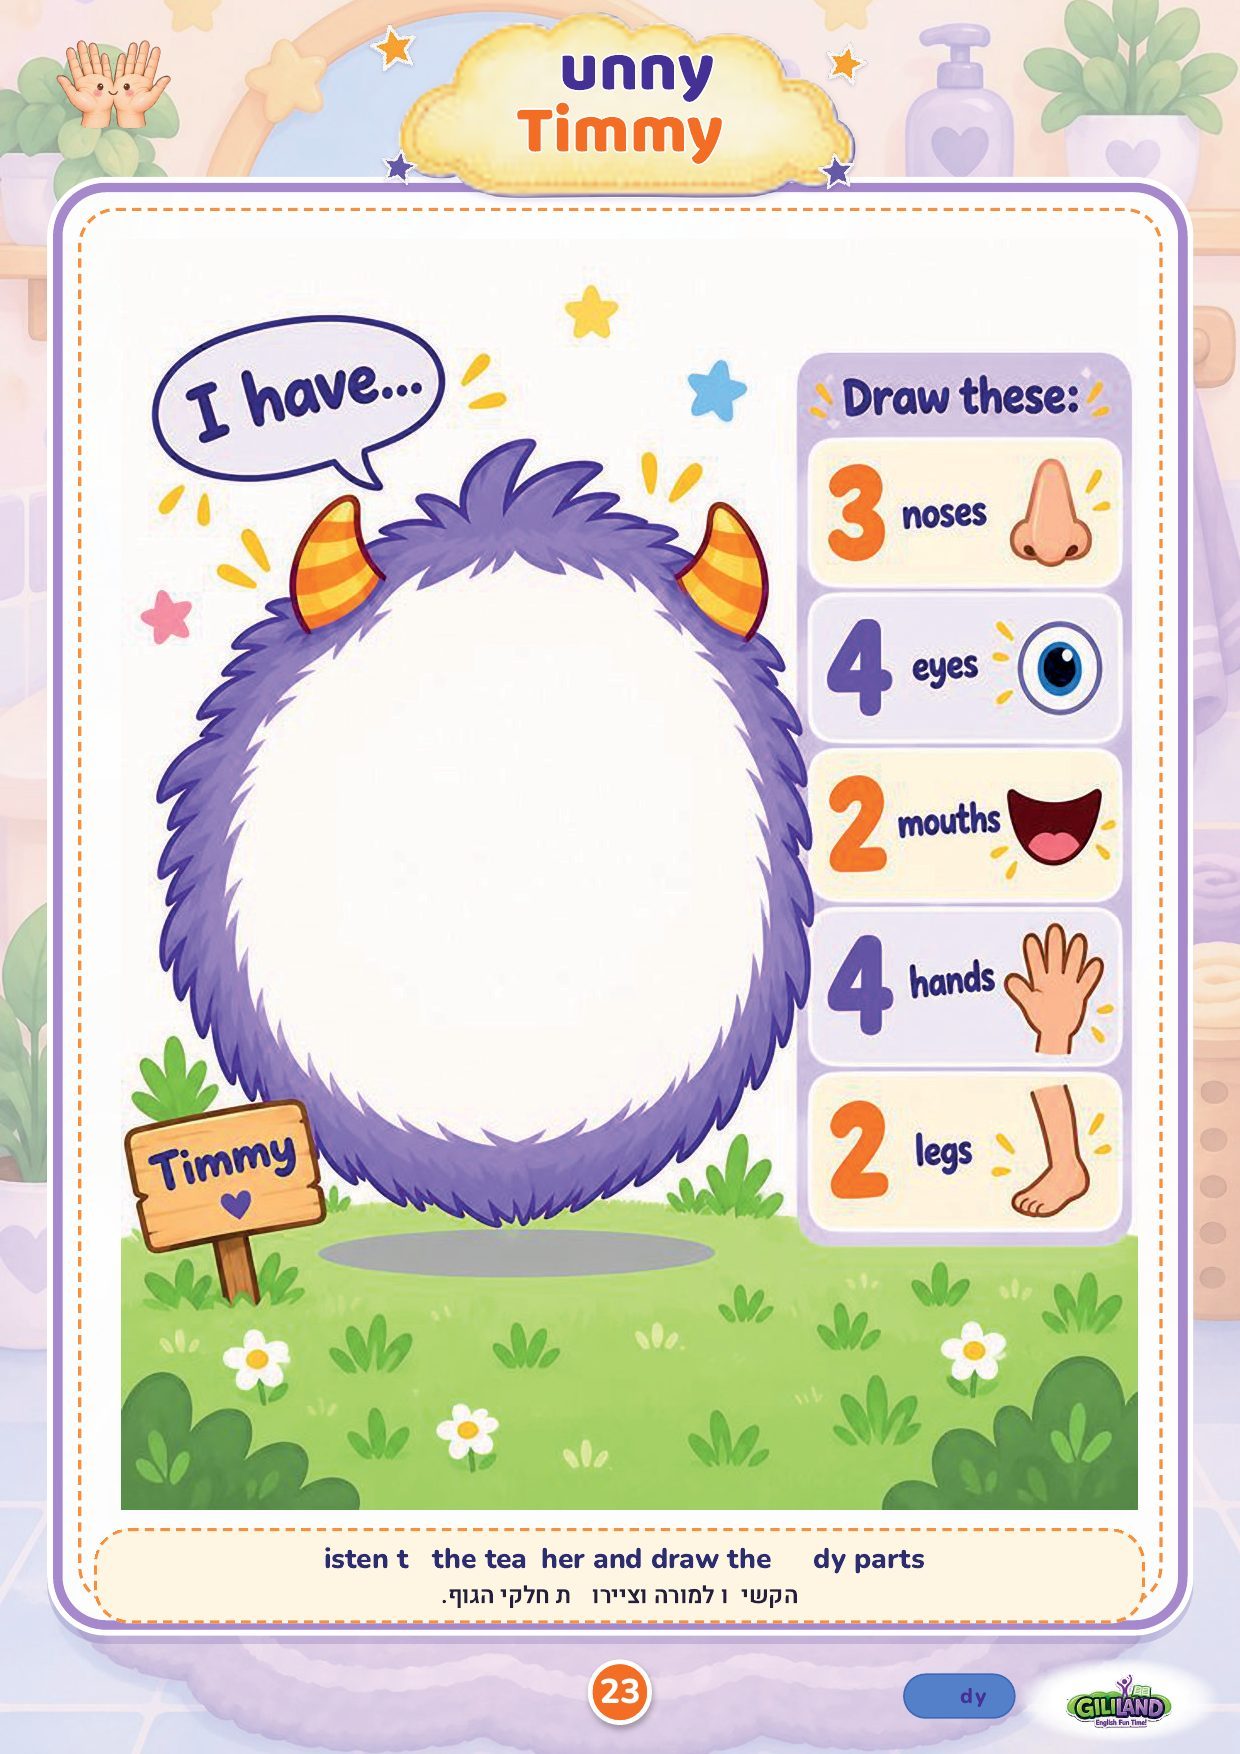 unny
Timmy
I have...
Draw these:
3 noses
4 eyes
2 mouths
4 hands
2 legs
Timmy
isten t the tea her and draw the dy parts
הקשי ו למורה וציירו ת חלקי הגוף.
23
dy
GILILAND
English Fun Time!